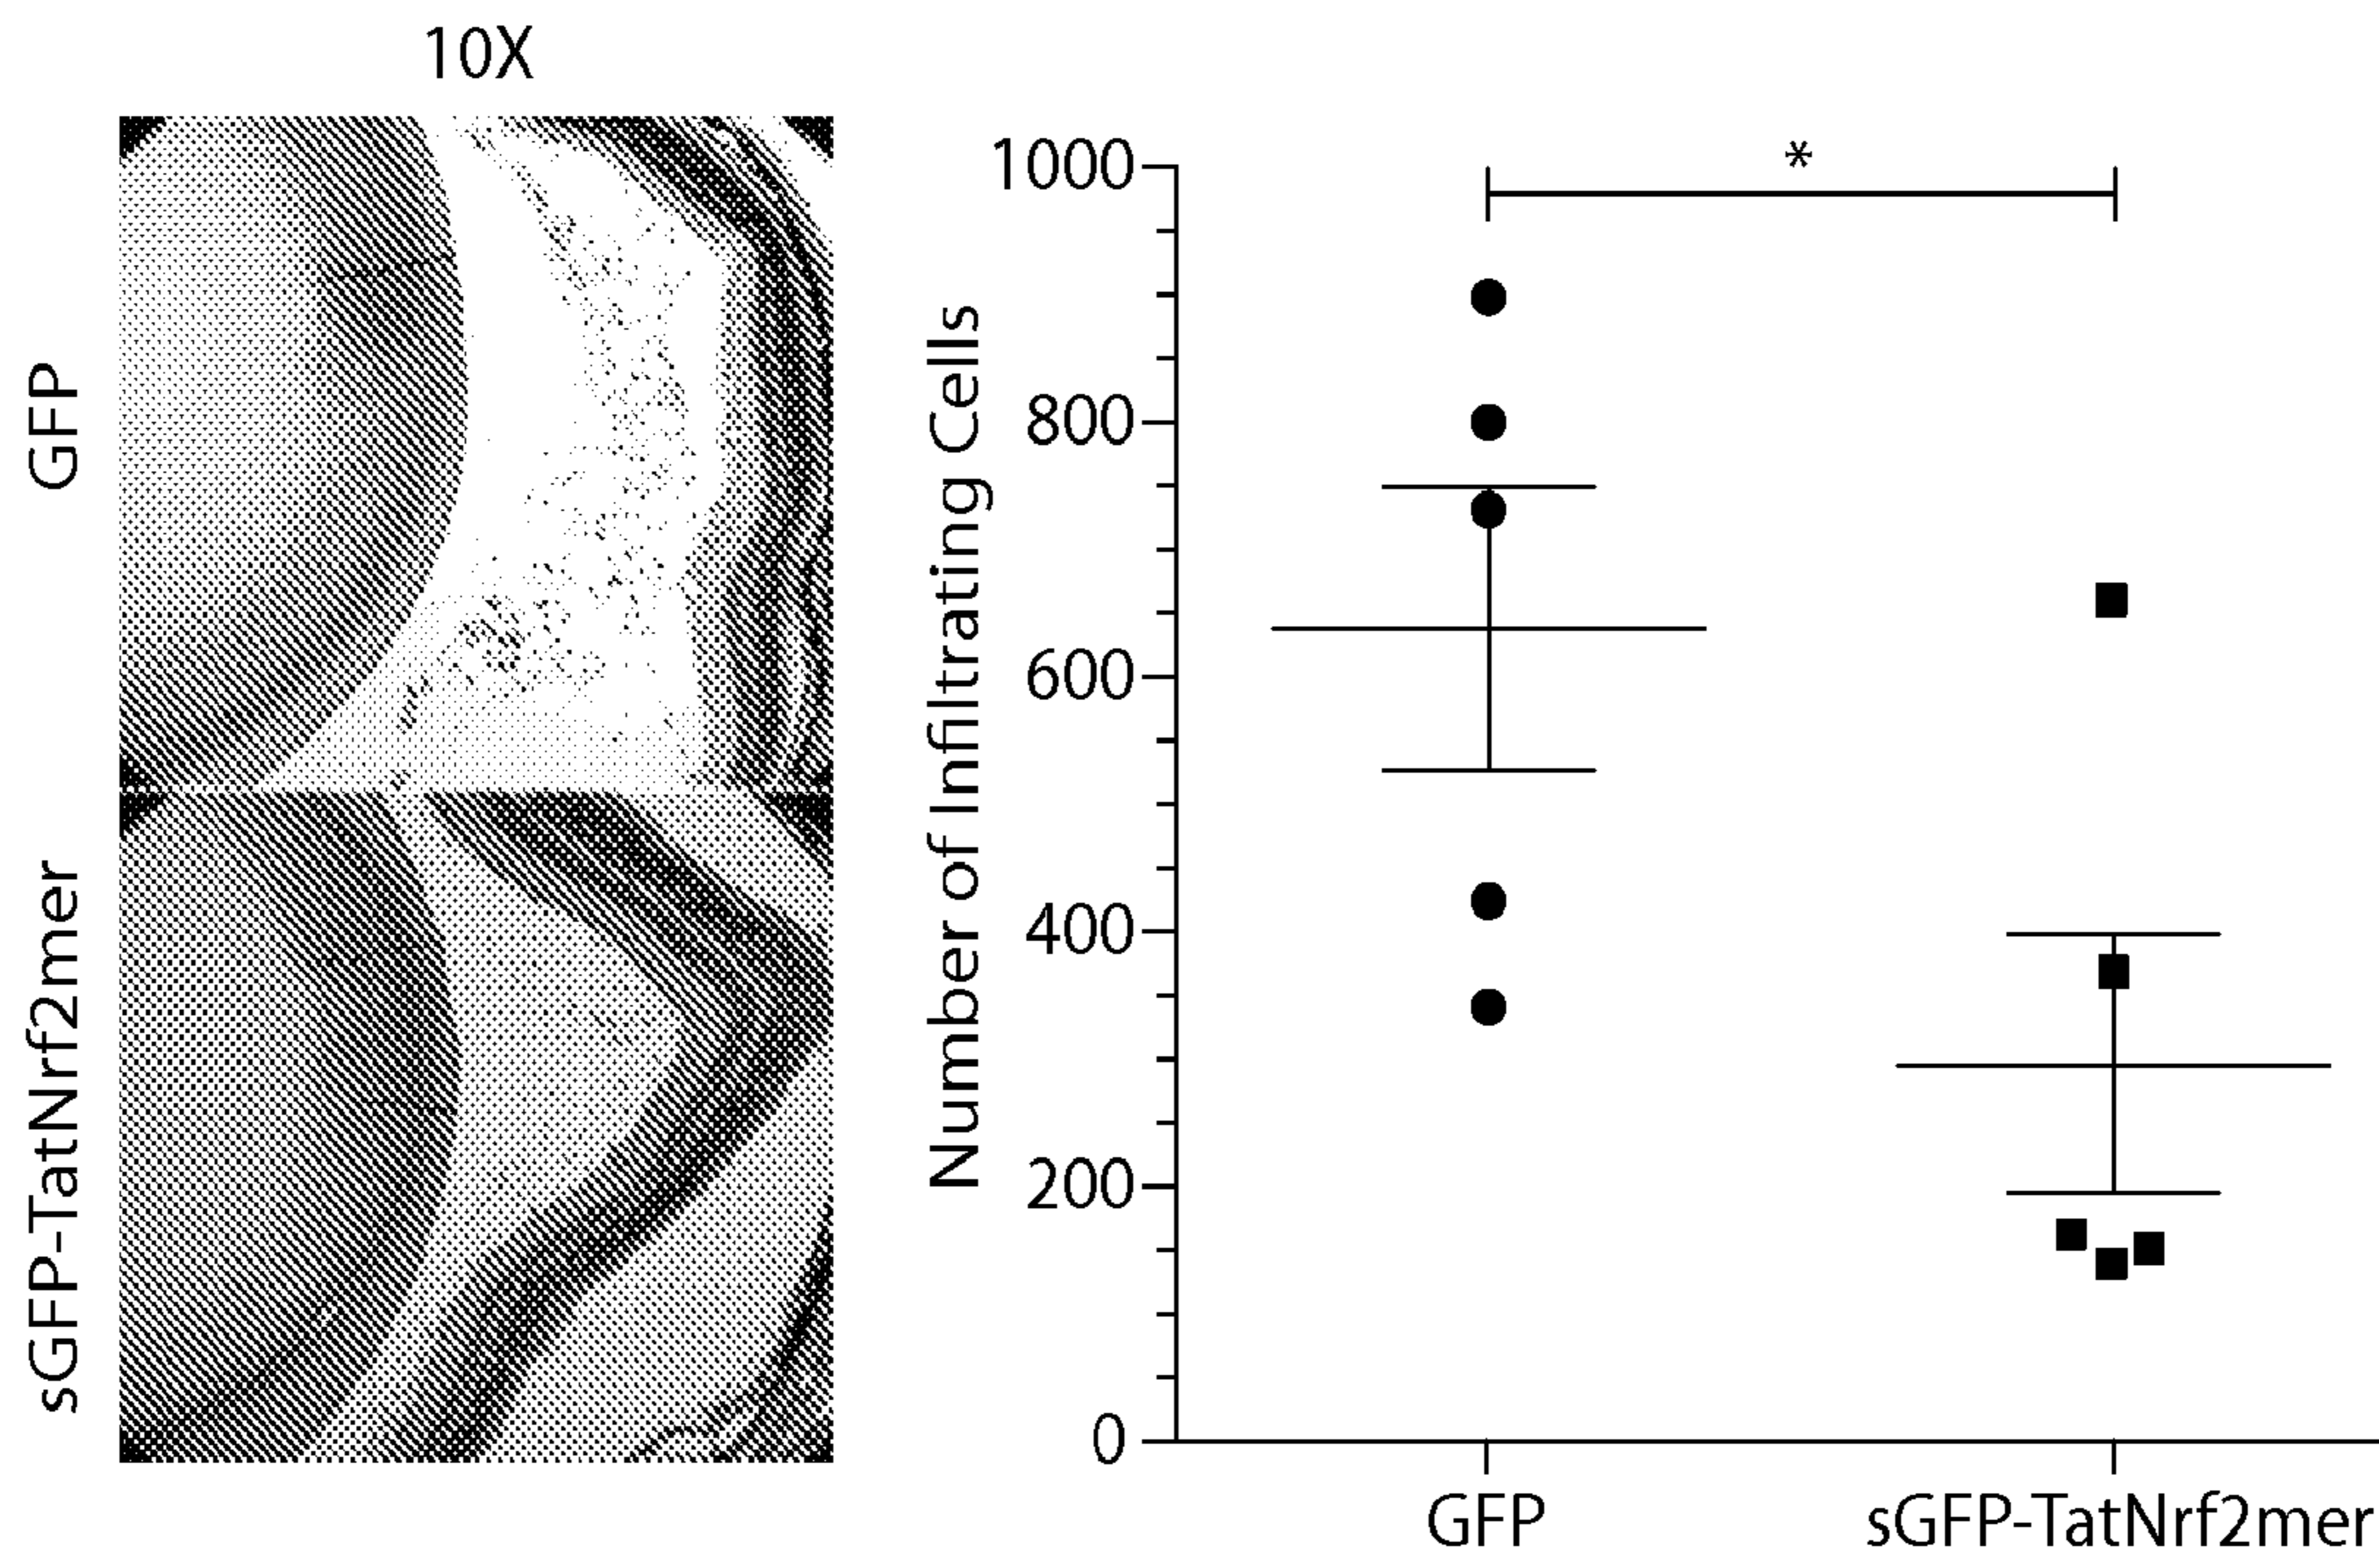 10X
GFP
sGFP-TatNrf2mer
Number of Infiltrating Cells
1000
800
600
400
200
0
*
GFP
sGFP-TatNrf2mer